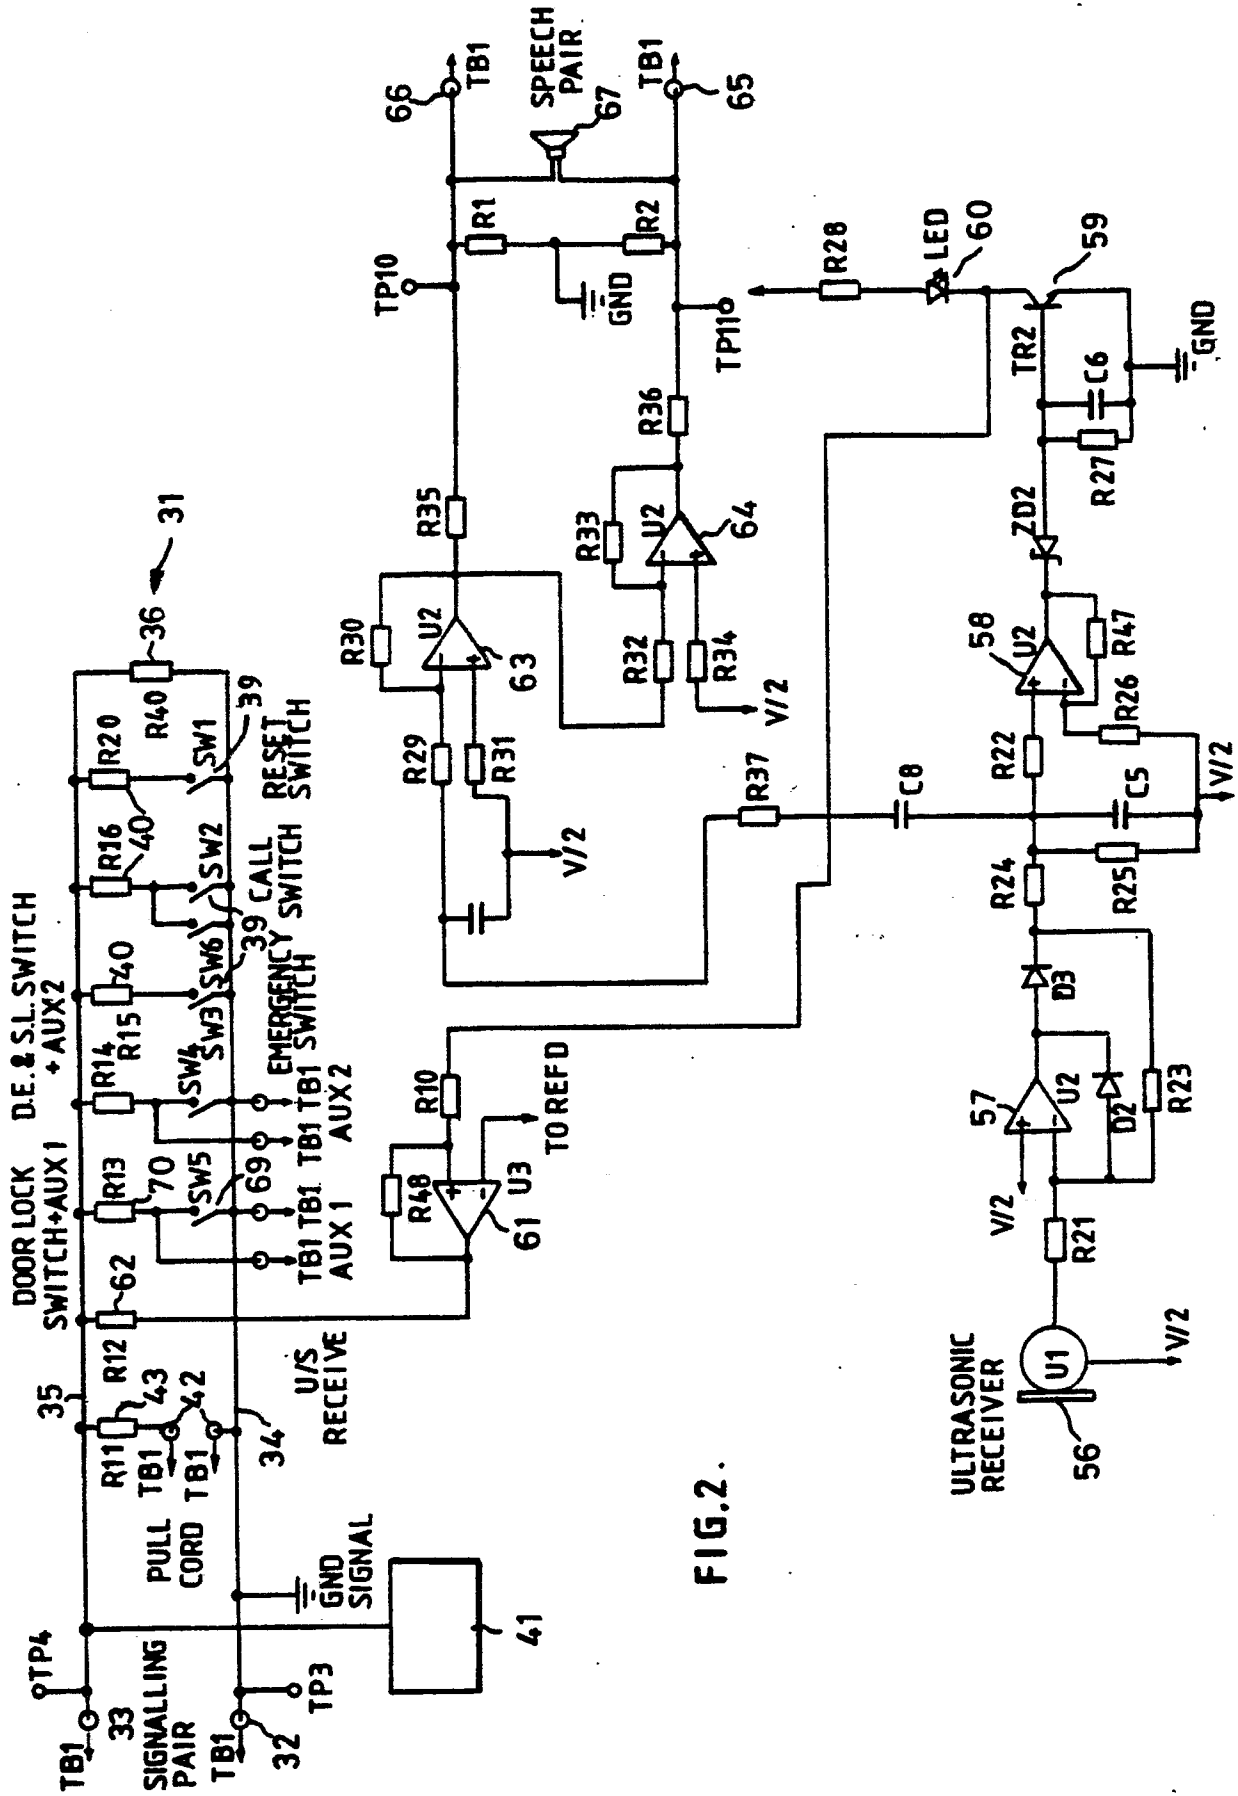 DOOR LOCK
SWITCH+AUX1
D.E. & S.L. SWITCH
+ AUX2
TP4
TB1
33
SIGNALLING
PAIR
TB1
32
TP3
35
R11
43
TB1
42
TB1
PULL
CORD
34
GND
SIGNAL
41
R12
62
U/S
RECEIVE
R13
70
SW5
69
TB1 TB1
AUX 1
R14
SW4
TB1 TB1
AUX 2
R15
40
SW3
39
EMERGENCY
SWITCH
R16
40
SW6
SW2
CALL
SWITCH
R20
SW1
39
RESET
SWITCH
R40
36
31
R48
R10
61
U3
TO REF D
R29
R31
V/2
R30
U2
63
R35
TP10
66
TB1
R1
GND
R2
SPEECH
PAIR
67
R32
R34
V/2
R33
U2
64
R36
TP11
TB1
65
R37
C8
R28
LED
60
59
TR2
C6
R27
GND
ZD2
58
U2
R47
R26
R22
C5
V/2
R25
R24
D3
R23
D2
57
U2
V/2
R21
ULTRASONIC
RECEIVER
U1
56
V/2
FIG.2.